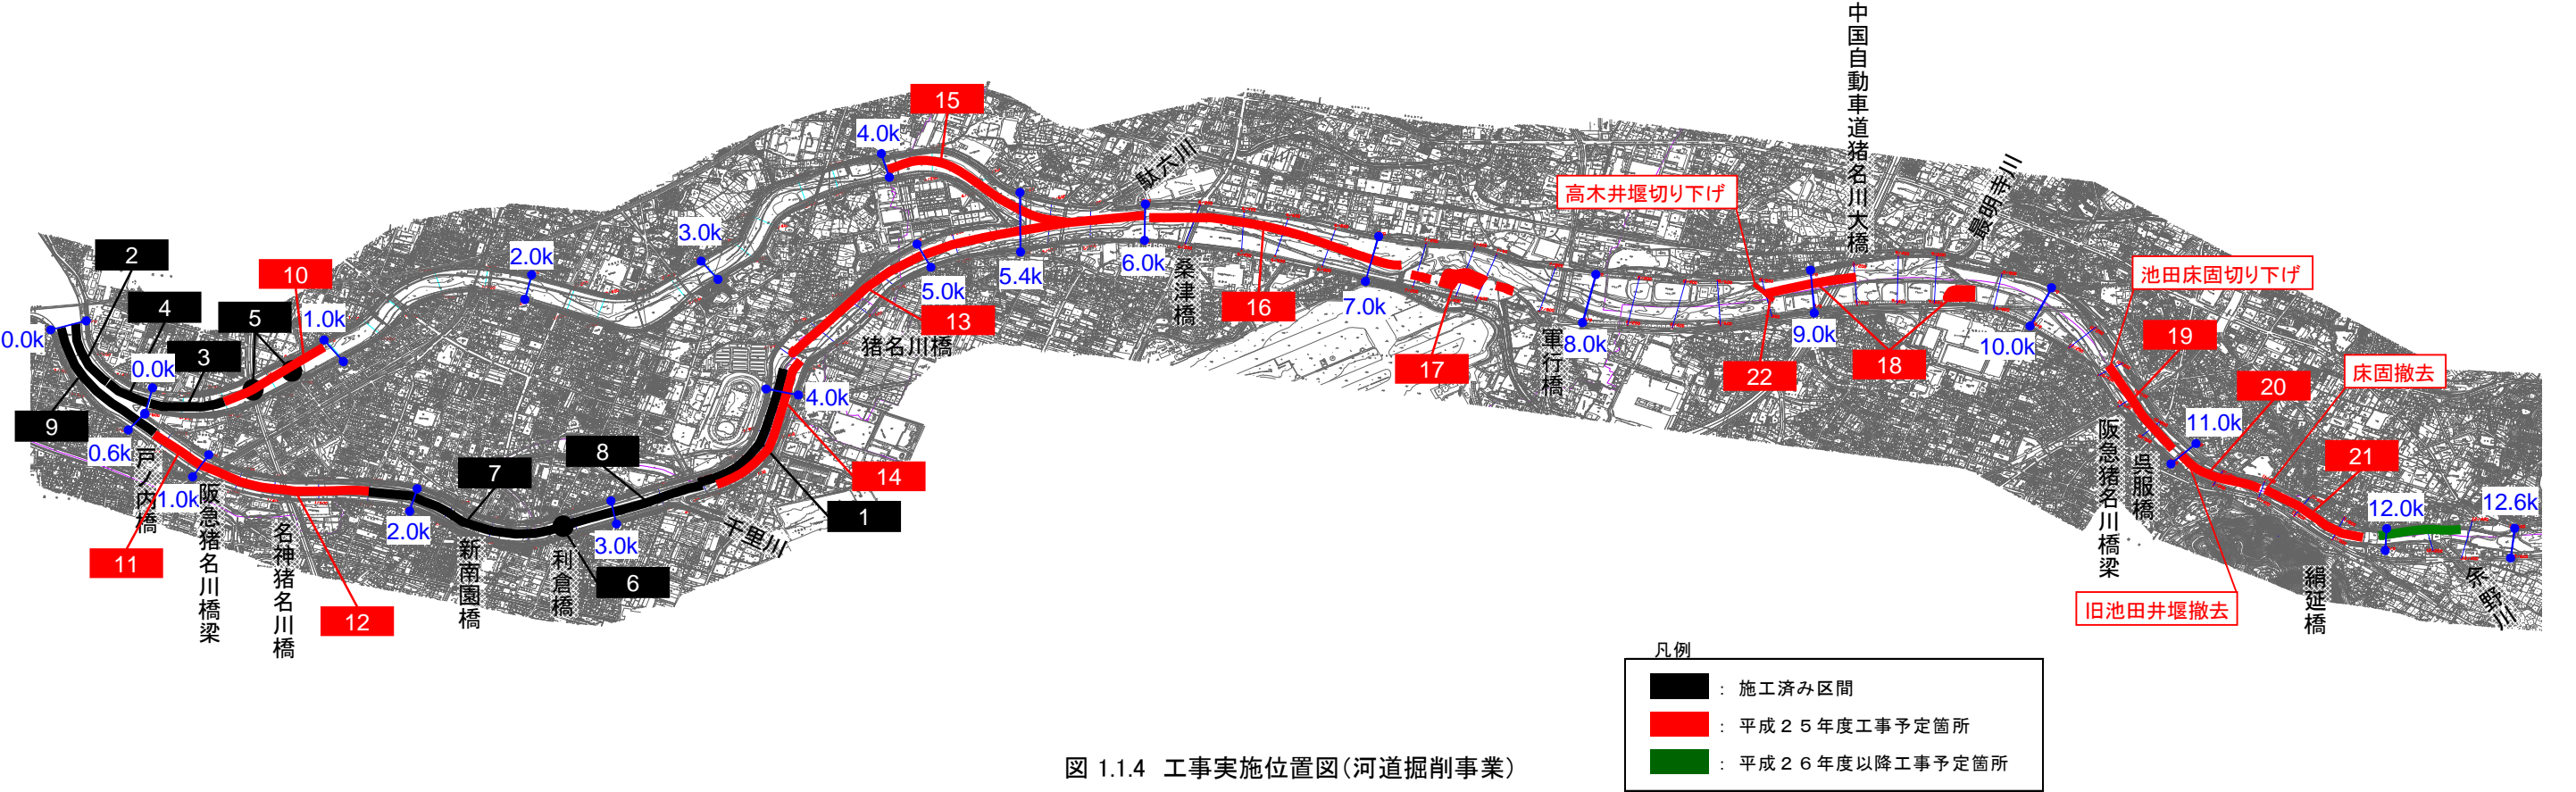 中国自動車道猪名川大橋
15
4.0k
駄六川
高木井堰切り下げ
最明寺川
3.0k
2
10
2.0k
池田床固切り下げ
4
5
1.0k
0.0k
3
0.0k
5.0k
5.4k
6.0k
桑津橋
16
7.0k
13
猪名川橋
軍行橋
8.0k
9.0k
10.0k
19
18
17
22
20
床固撤去
4.0k
9
0.6k
戸ノ内橋
11.0k
阪急猪名川橋梁
呉服橋
21
8
7
14
1.0k
阪急猪名川橋梁
名神猪名川橋
2.0k
新南園橋
利倉橋
3.0k
千里川
1
12.0k
12.6k
11
6
12
旧池田井堰撤去
絹延橋
余野川
凡例
： 施工済み区間
： 平成２５年度工事予定箇所
： 平成２６年度以降工事予定箇所
図 1.1.4 工事実施位置図（河道掘削事業）